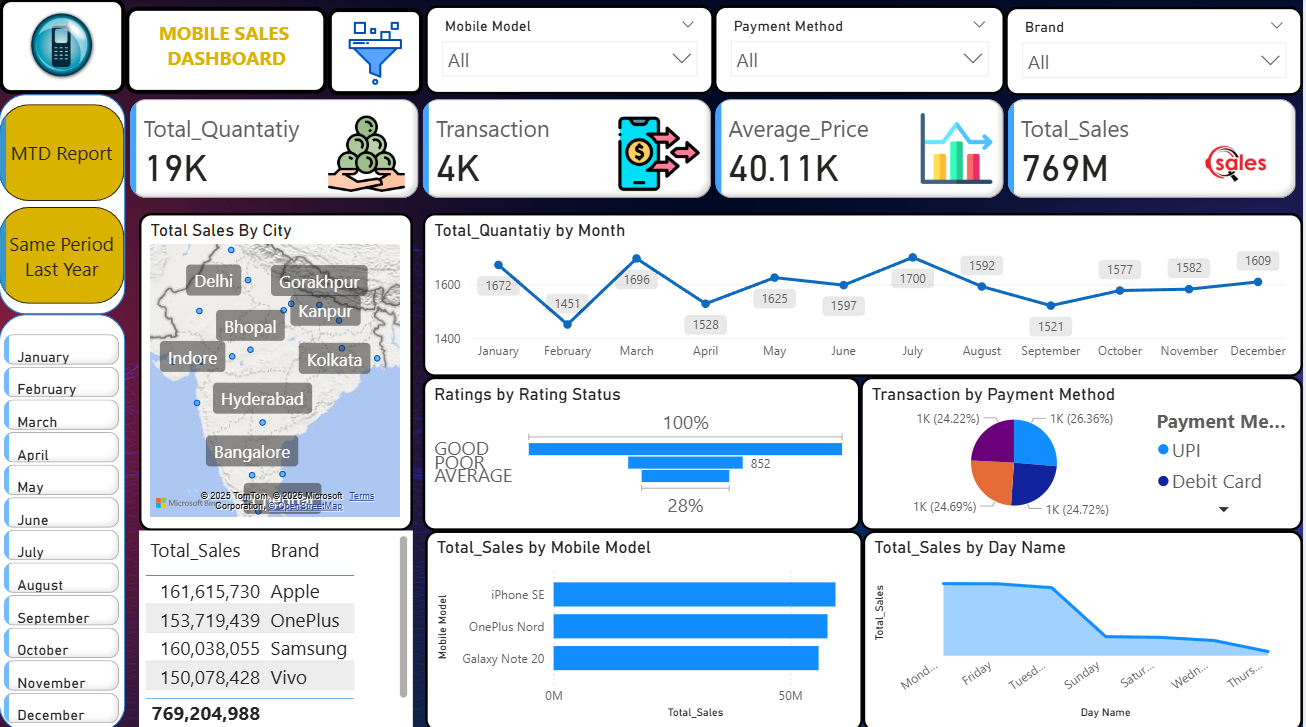 MOBILE SALES
DASHBOARD
Mobile Model
All
Payment Method
All
Brand
All
MTD Report
Same Period
Last Year
Total_Quantatiy
19K
Transaction
4K
$
Average_Price
40.11K
Total_Sales
769M
sales
January
February
March
April
May
June
July
August
September
October
November
December
Total Sales By City
Delhi
Gorakhpur
Kanpur
Bhopal
Indore
Kolkata
Hyderabad
Bangalore
Microsoft
© 2025 TomTom, © 2025 Microsoft Terms
Corporation, © OpenStreetMap
Total_Quantatiy by Month
1600
1400
1672
1451
1696
1528
1625
1597
1700
1592
1521
1577
1582
1609
January February March April May June July August September October November December
Ratings by Rating Status
100%
GOOD
POOR
852
AVERAGE
28%
Transaction by Payment Method
1K (24.22%)
1K (26.36%)
1K (24.69%)
1K (24.72%)
Payment Me...
UPI
Debit Card
Total_Sales Brand
161,615,730 Apple
153,719,439 OnePlus
160,038,055 Samsung
150,078,428 Vivo
769,204,988
Total_Sales by Mobile Model
Mobile Model
iPhone SE
OnePlus Nord
Galaxy Note 20
0M 50M
Total_Sales
Total_Sales by Day Name
Total_Sales
Mond... Friday Tuesd... Sunday Satur... Wedn... Thurs...
Day Name